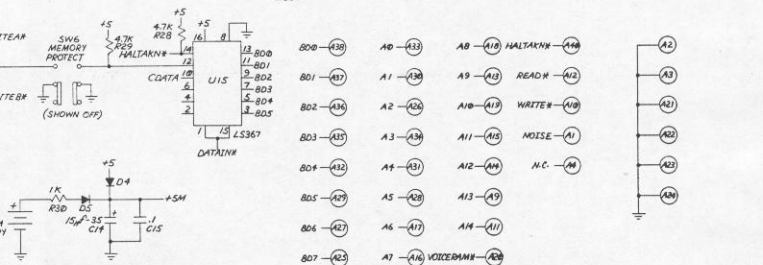 +5
SW6
MEMORY
PROTECT
(SHOWN OFF)
4.7K
R29
4.7K
R28
+5
+5
HALTAKN*
CDATA
16
8
14
12
10
6
4
2
U15
13 BD0
11 BD1
9 BD2
7 BD3
5 BD4
3 BD5
1
15
LS367
DATAIN*
BD0 A38
BD1 A37
BD2 A36
BD3 A35
BD4 A32
BD5 A29
BD6 A27
BD7 A25
A0 A33
A1 A30
A2 A26
A3 A34
A4 A31
A5 A28
A6 A17
A7 A16
A8 A18
A9 A13
A10 A19
A11 A15
A12 A14
A13 A9
A14 A11
VOICERAM* A20
HALTAKN*
READ* A12
WRITE* A10
NOISE A1
N.C.
A2
A3
A21
A22
A23
A24
+5
D4
1K
R30
D5
+5M
15µF-35
C14
.1
C15